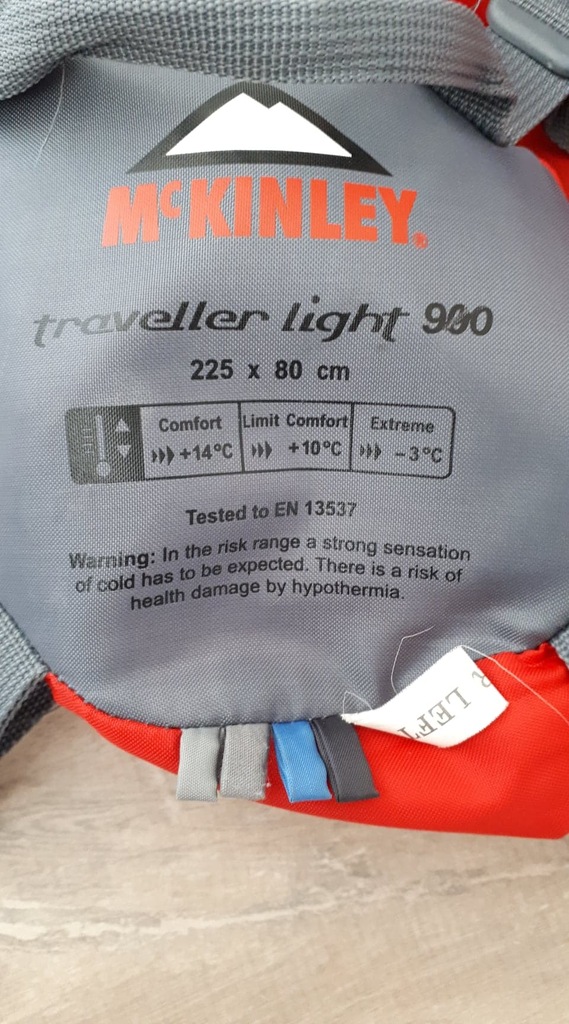 McKINLEY®
traveller light 900
225 x 80 cm
Comfort Limit Comfort Extreme
+14°C +10°C -3°C
Tested to EN 13537
Warning: In the risk range a strong sensation
of cold has to be expected. There is a risk of
health damage by hypothermia.
R LEFT